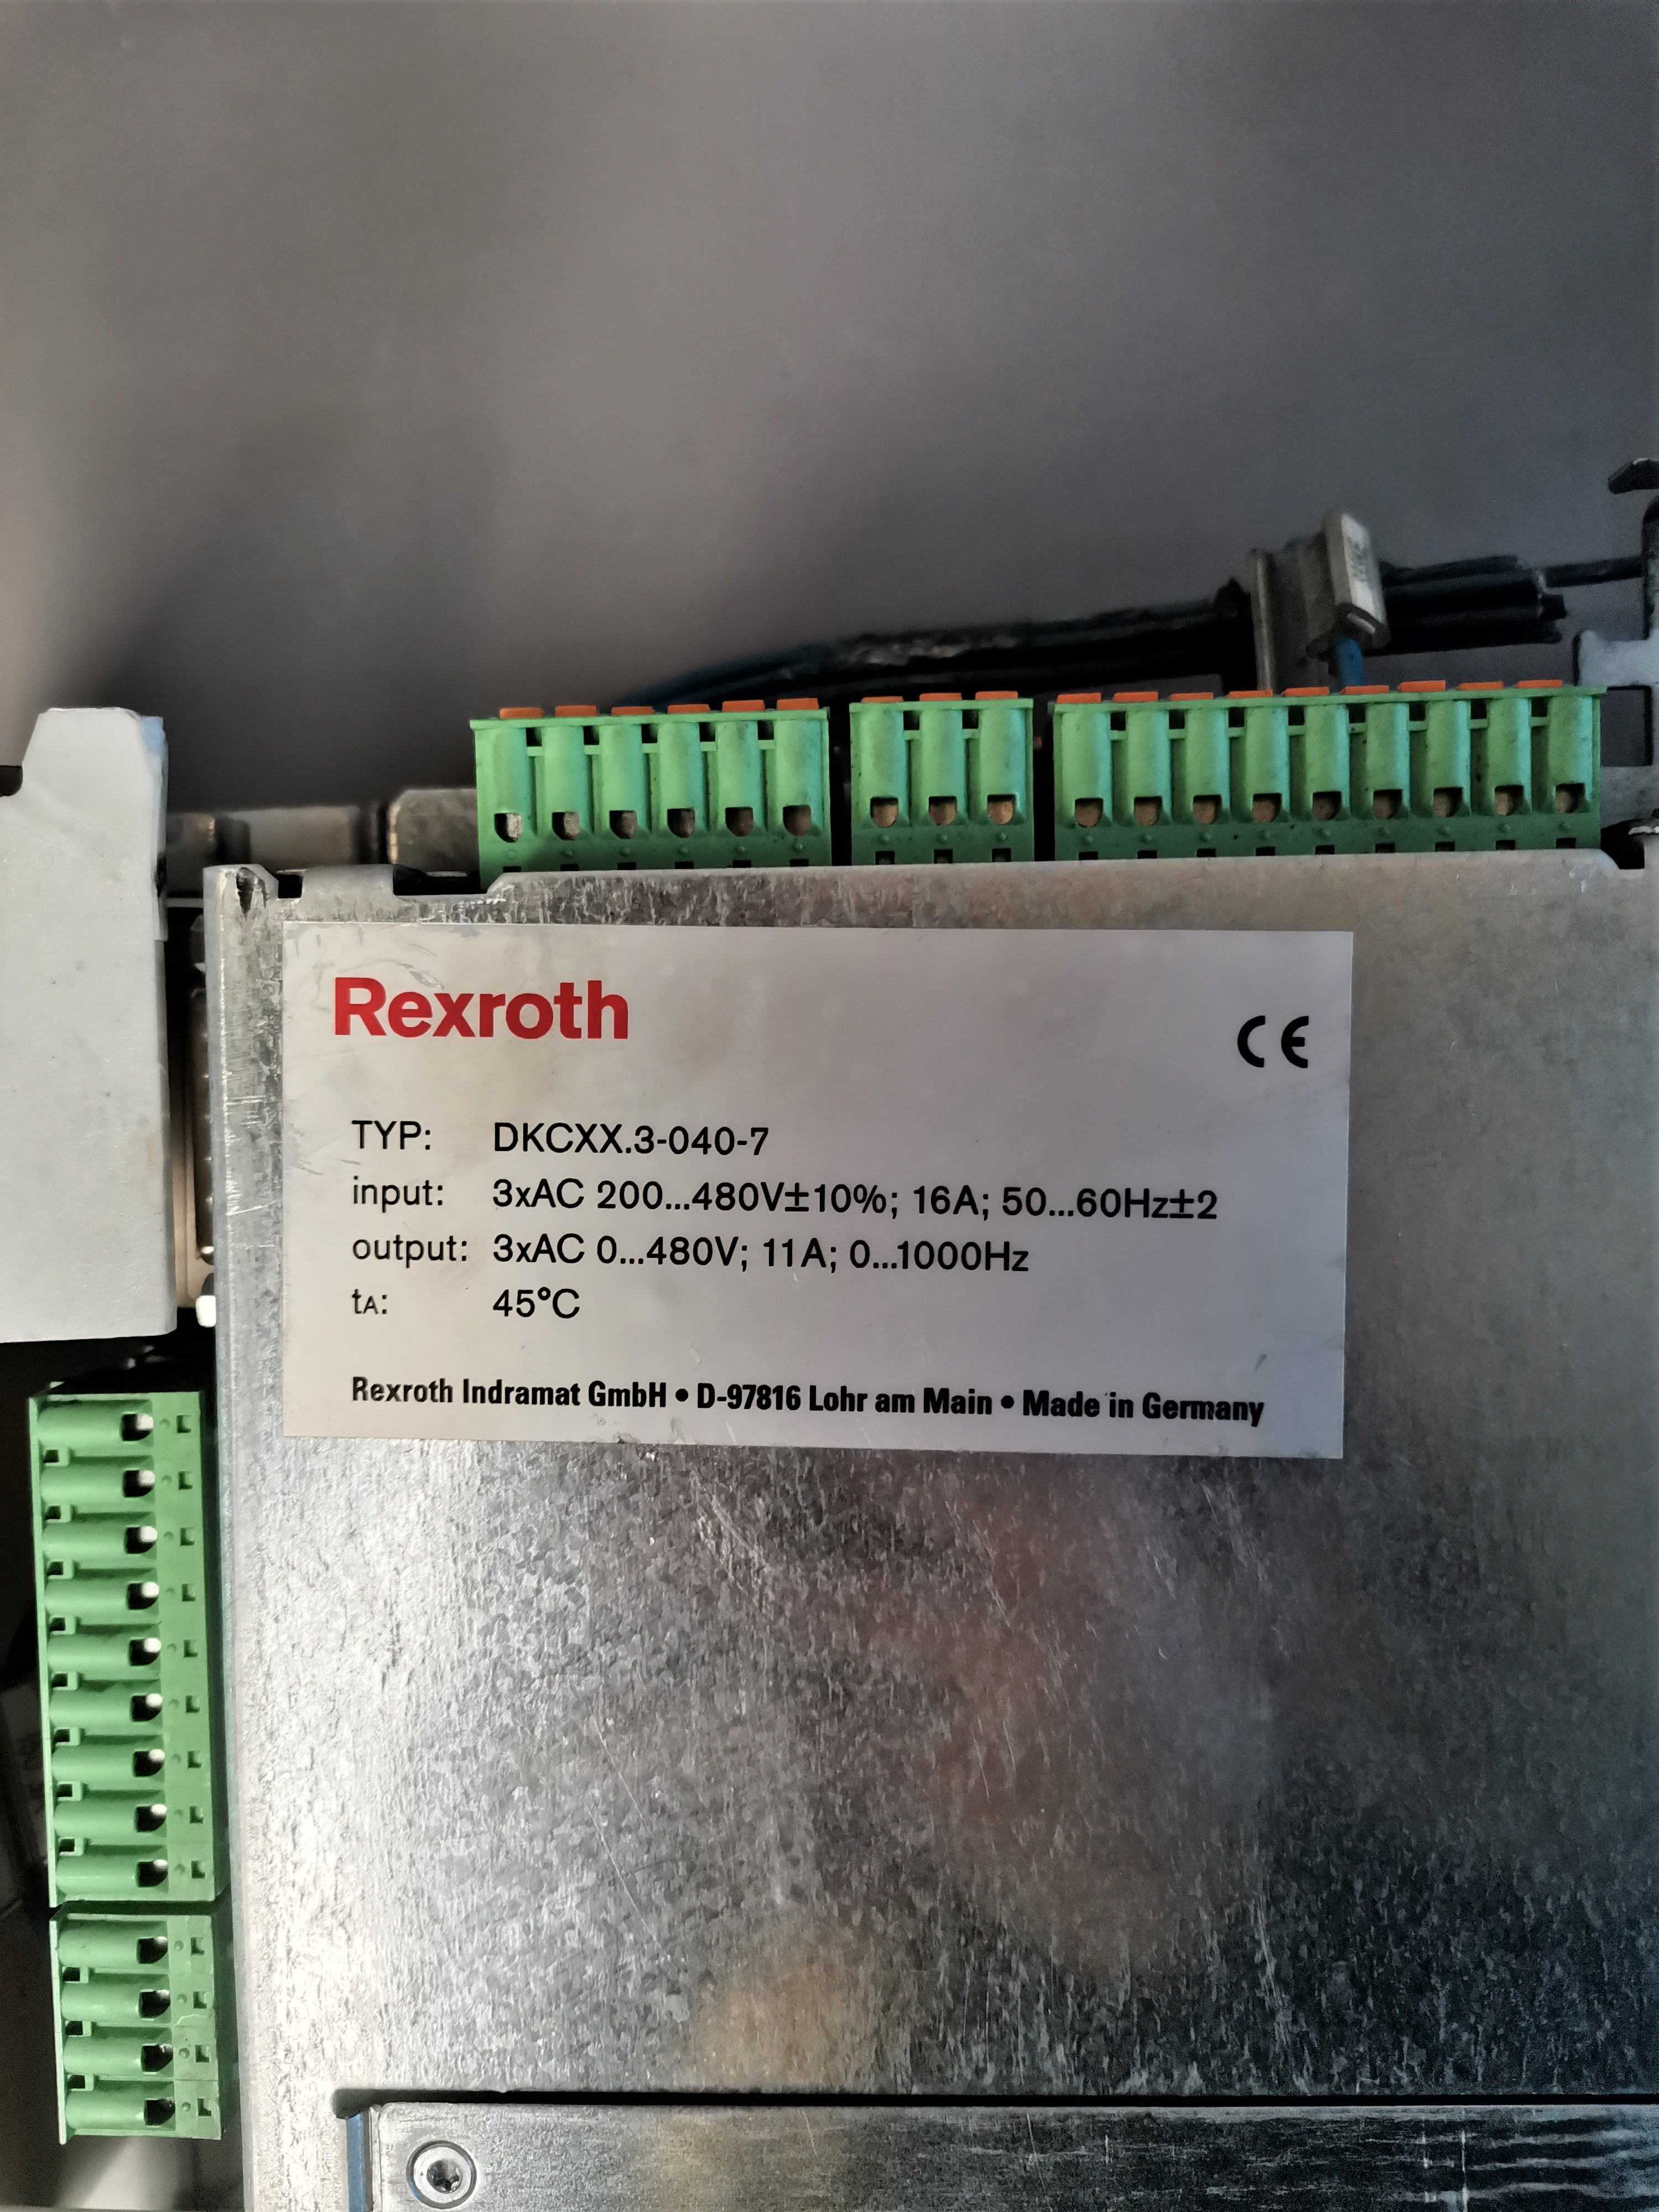 Rexroth
CE
TYP: DKCXX.3-040-7
input: 3xAC 200...480V±10%; 16A; 50...60Hz±2
output: 3xAC 0...480V; 11A; 0...1000Hz
tA: 45°C
Rexroth Indramat GmbH • D-97816 Lohr am Main • Made in Germany